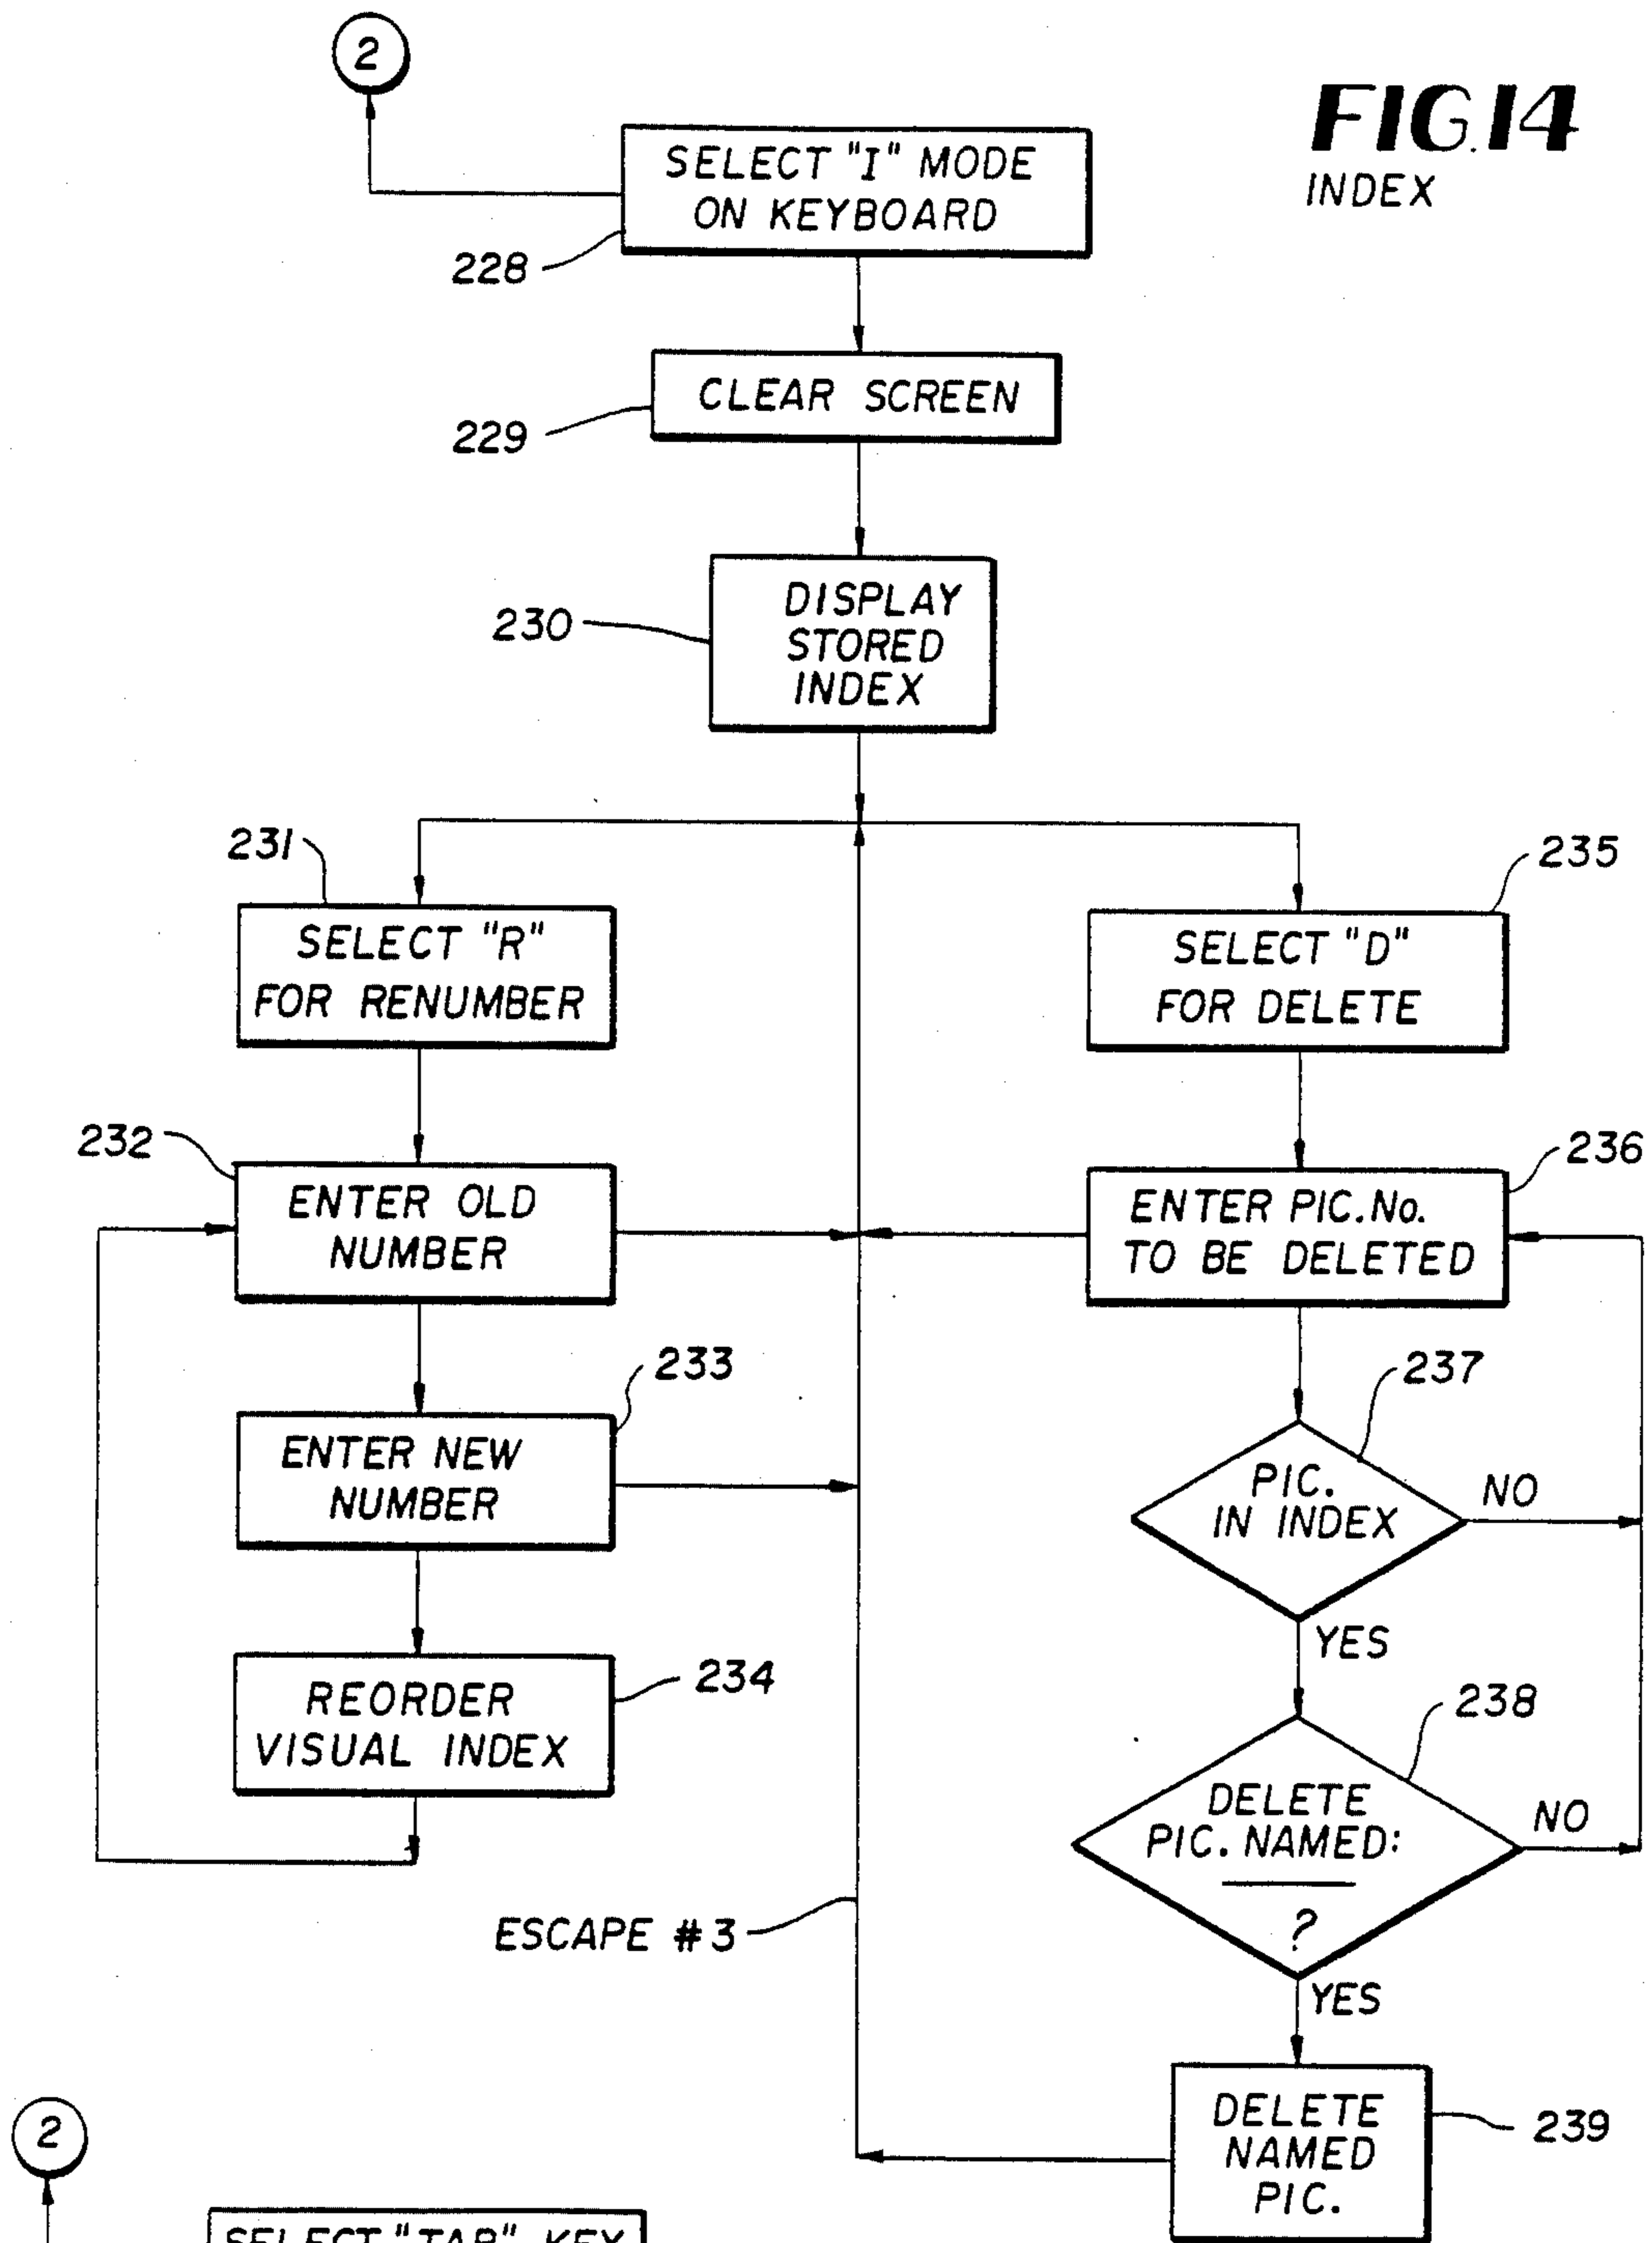 2
FIG. 14
INDEX
SELECT "I" MODE
ON KEYBOARD
228
CLEAR SCREEN
229
DISPLAY
STORED
INDEX
230
231
SELECT "R"
FOR RENUMBER
235
SELECT "D"
FOR DELETE
232
ENTER OLD
NUMBER
236
ENTER PIC. No.
TO BE DELETED
233
ENTER NEW
NUMBER
237
PIC.
IN INDEX
NO
YES
234
REORDER
VISUAL INDEX
238
DELETE
PIC. NAMED:
?
NO
YES
ESCAPE #3
DELETE
NAMED
PIC.
239
2
SELECT "TAB" KEY